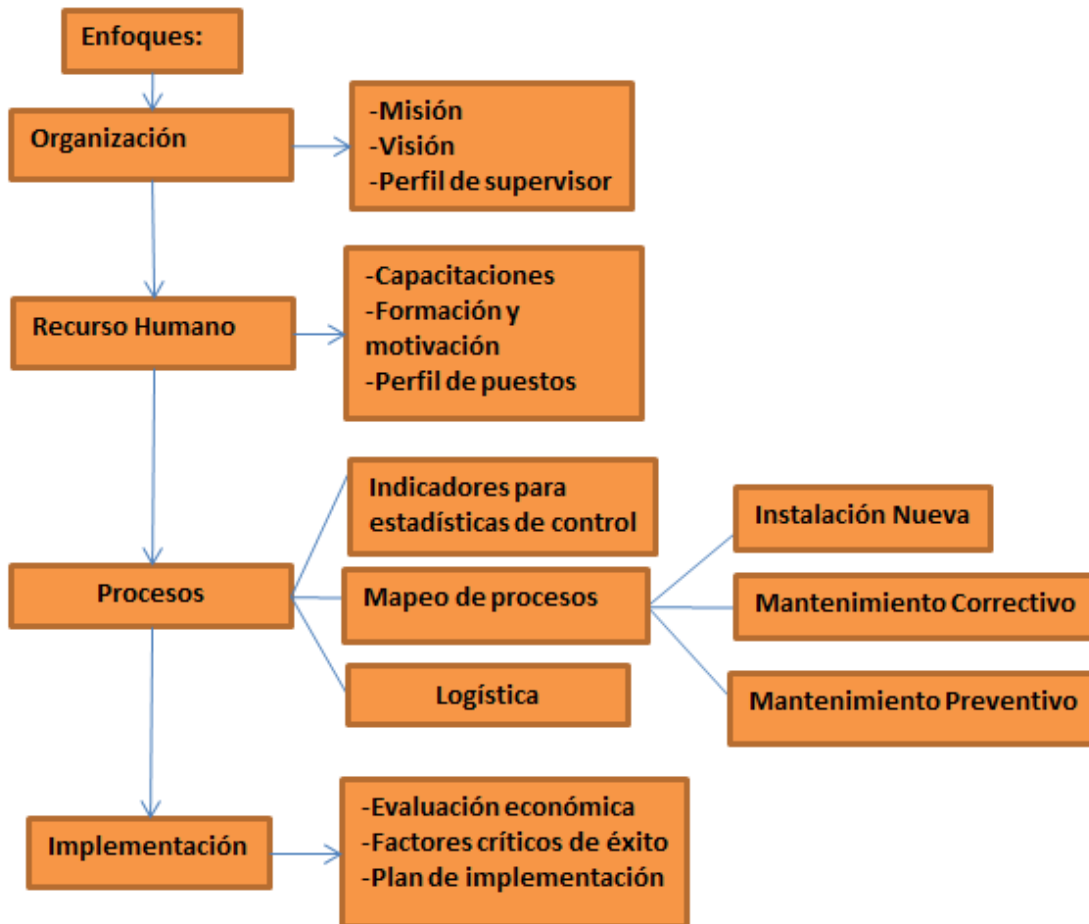 Enfoques:
Organización
-Misión
-Visión
-Perfil de supervisor
Recurso Humano
-Capacitaciones
-Formación y
motivación
-Perfil de puestos
Procesos
Indicadores para
estadísticas de control
Mapeo de procesos
Logística
Instalación Nueva
Mantenimiento Correctivo
Mantenimiento Preventivo
Implementación
-Evaluación económica
-Factores críticos de éxito
-Plan de implementación